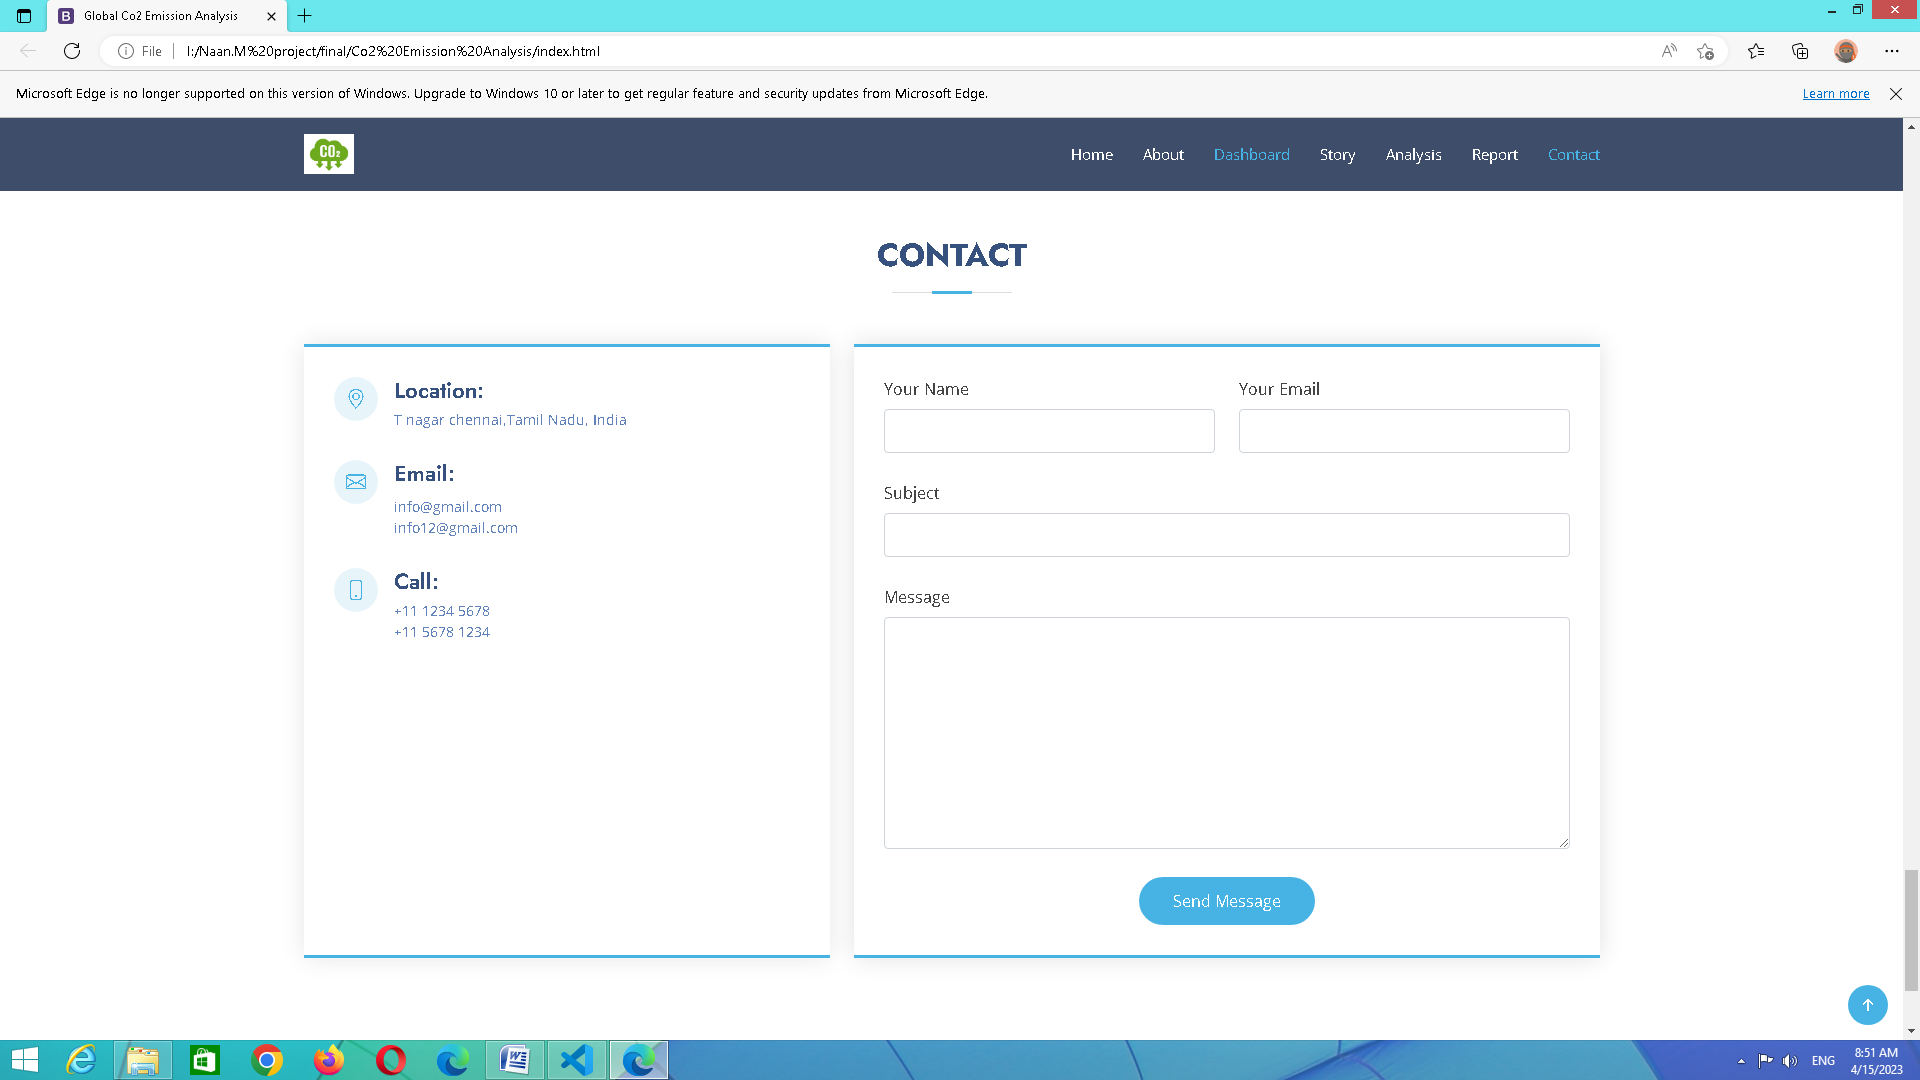 B Global Co2 Emission Analysis
File I:/Naan.M%20project/final/Co2%20Emission%20Analysis/index.html
Microsoft Edge is no longer supported on this version of Windows. Upgrade to Windows 10 or later to get regular feature and security updates from Microsoft Edge. Learn more
CO2 Home About Dashboard Story Analysis Report Contact
CONTACT
Location:
T nagar chennai,Tamil Nadu, India
Email:
info@gmail.com
info12@gmail.com
Call:
+11 1234 5678
+11 5678 1234
Your Name Your Email
Subject
Message
Send Message
ENG 8:51 AM
4/15/2023